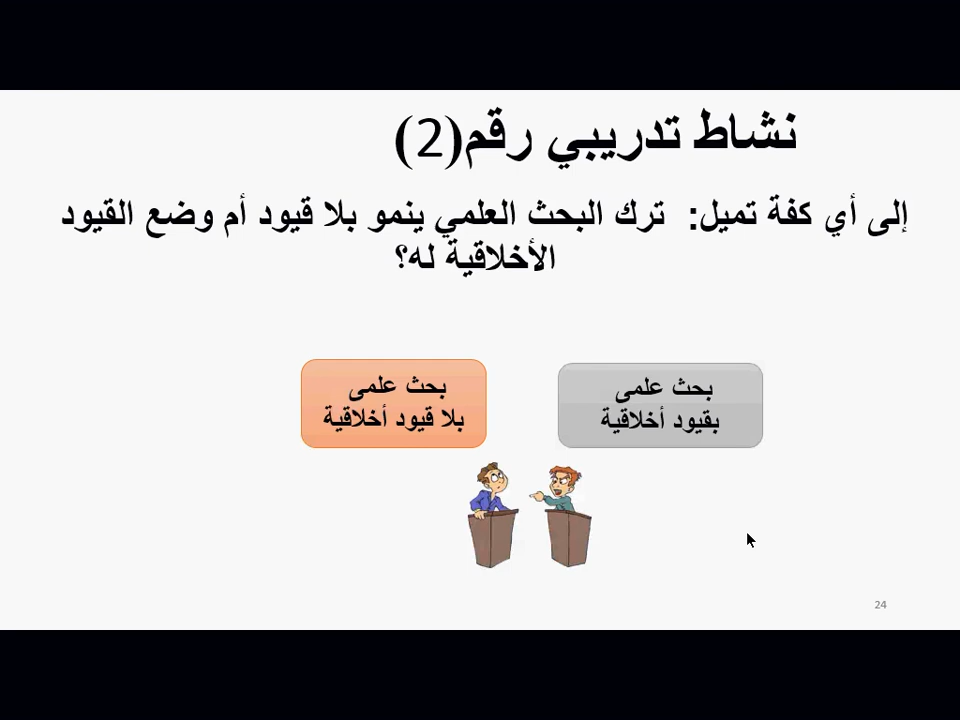 نشاط تدريبي رقم(2)
إلى أي كفة تميل: ترك البحث العلمي ينمو بلا قيود أم وضع القيود
الأخلاقية له؟
بحث علمى
بقيود أخلاقية
بحث علمى
بلا قيود أخلاقية
24